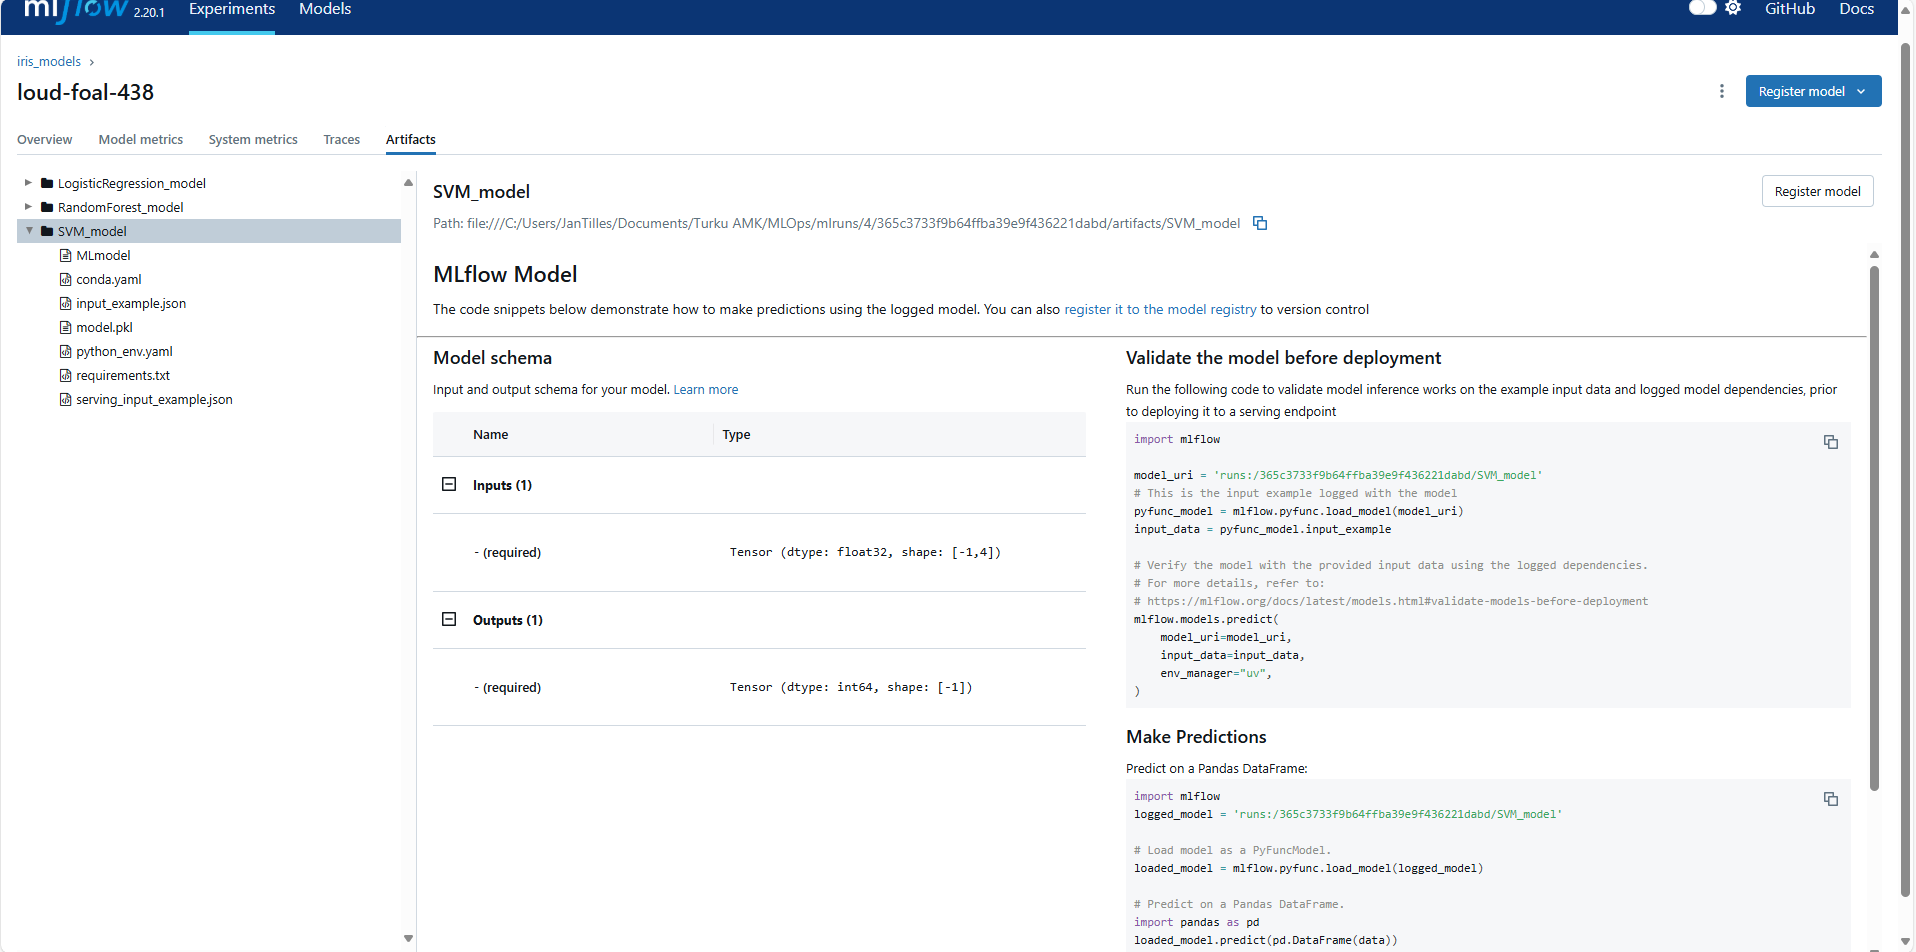 mlflow 2.20.1 Experiments Models GitHub Docs
iris_models
loud-foal-438
Register model
Overview Model metrics System metrics Traces Artifacts
LogisticRegression_model
RandomForest_model
SVM_model
MLmodel
conda.yaml
input_example.json
model.pkl
python_env.yaml
requirements.txt
serving_input_example.json
SVM_model
Register model
Path: file:///C:/Users/JanTilles/Documents/Turku AMK/MLOps/mlruns/4/365c3733f9b64ffba39e9f436221dabd/artifacts/SVM_model
MLflow Model
The code snippets below demonstrate how to make predictions using the logged model. You can also register it to the model registry to version control
Model schema
Input and output schema for your model. Learn more
Name Type
Inputs (1)
- (required) Tensor (dtype: float32, shape: [-1,4])
Outputs (1)
- (required) Tensor (dtype: int64, shape: [-1])
Validate the model before deployment
Run the following code to validate model inference works on the example input data and logged model dependencies, prior
to deploying it to a serving endpoint
import mlflow
model_uri = 'runs:/365c3733f9b64ffba39e9f436221dabd/SVM_model'
# This is the input example logged with the model
pyfunc_model = mlflow.pyfunc.load_model(model_uri)
input_data = pyfunc_model.input_example
# Verify the model with the provided input data using the logged dependencies.
# For more details, refer to:
# https://mlflow.org/docs/latest/models.html#validate-models-before-deployment
mlflow.models.predict(
    model_uri=model_uri,
    input_data=input_data,
    env_manager="uv",
)
Make Predictions
Predict on a Pandas DataFrame:
import mlflow
logged_model = 'runs:/365c3733f9b64ffba39e9f436221dabd/SVM_model'
# Load model as a PyFuncModel.
loaded_model = mlflow.pyfunc.load_model(logged_model)
# Predict on a Pandas DataFrame.
import pandas as pd
loaded_model.predict(pd.DataFrame(data))